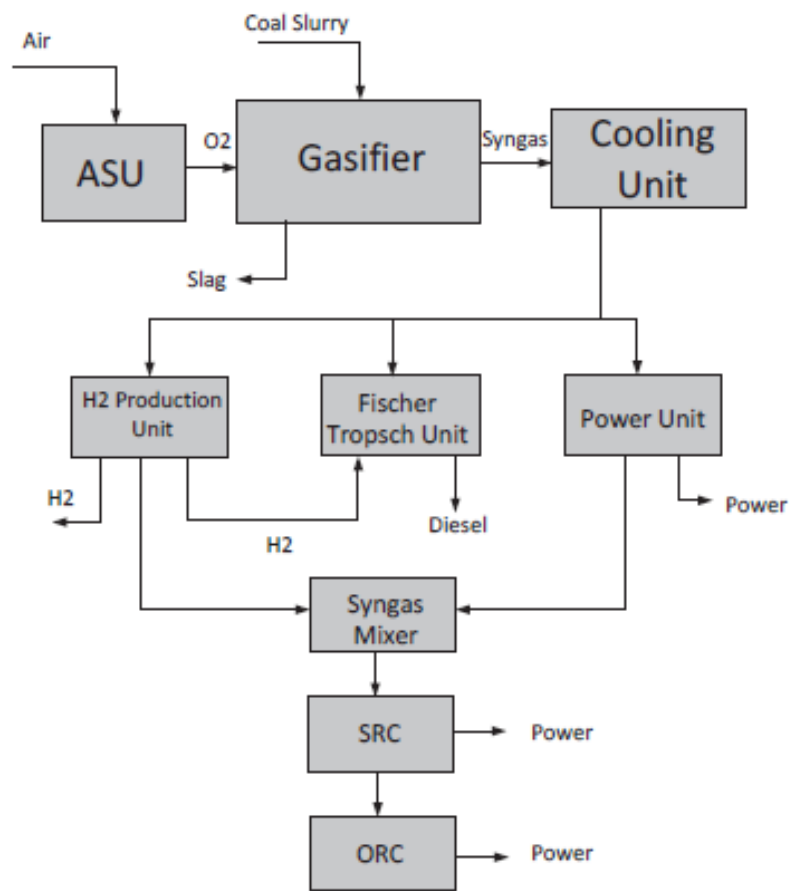 Coal Slurry
Air
ASU
O2
Gasifier
Syngas
Cooling
Unit
Slag
H2 Production
Unit
Fischer
Tropsch Unit
Power Unit
H2
H2
Diesel
Power
Syngas
Mixer
SRC
Power
ORC
Power